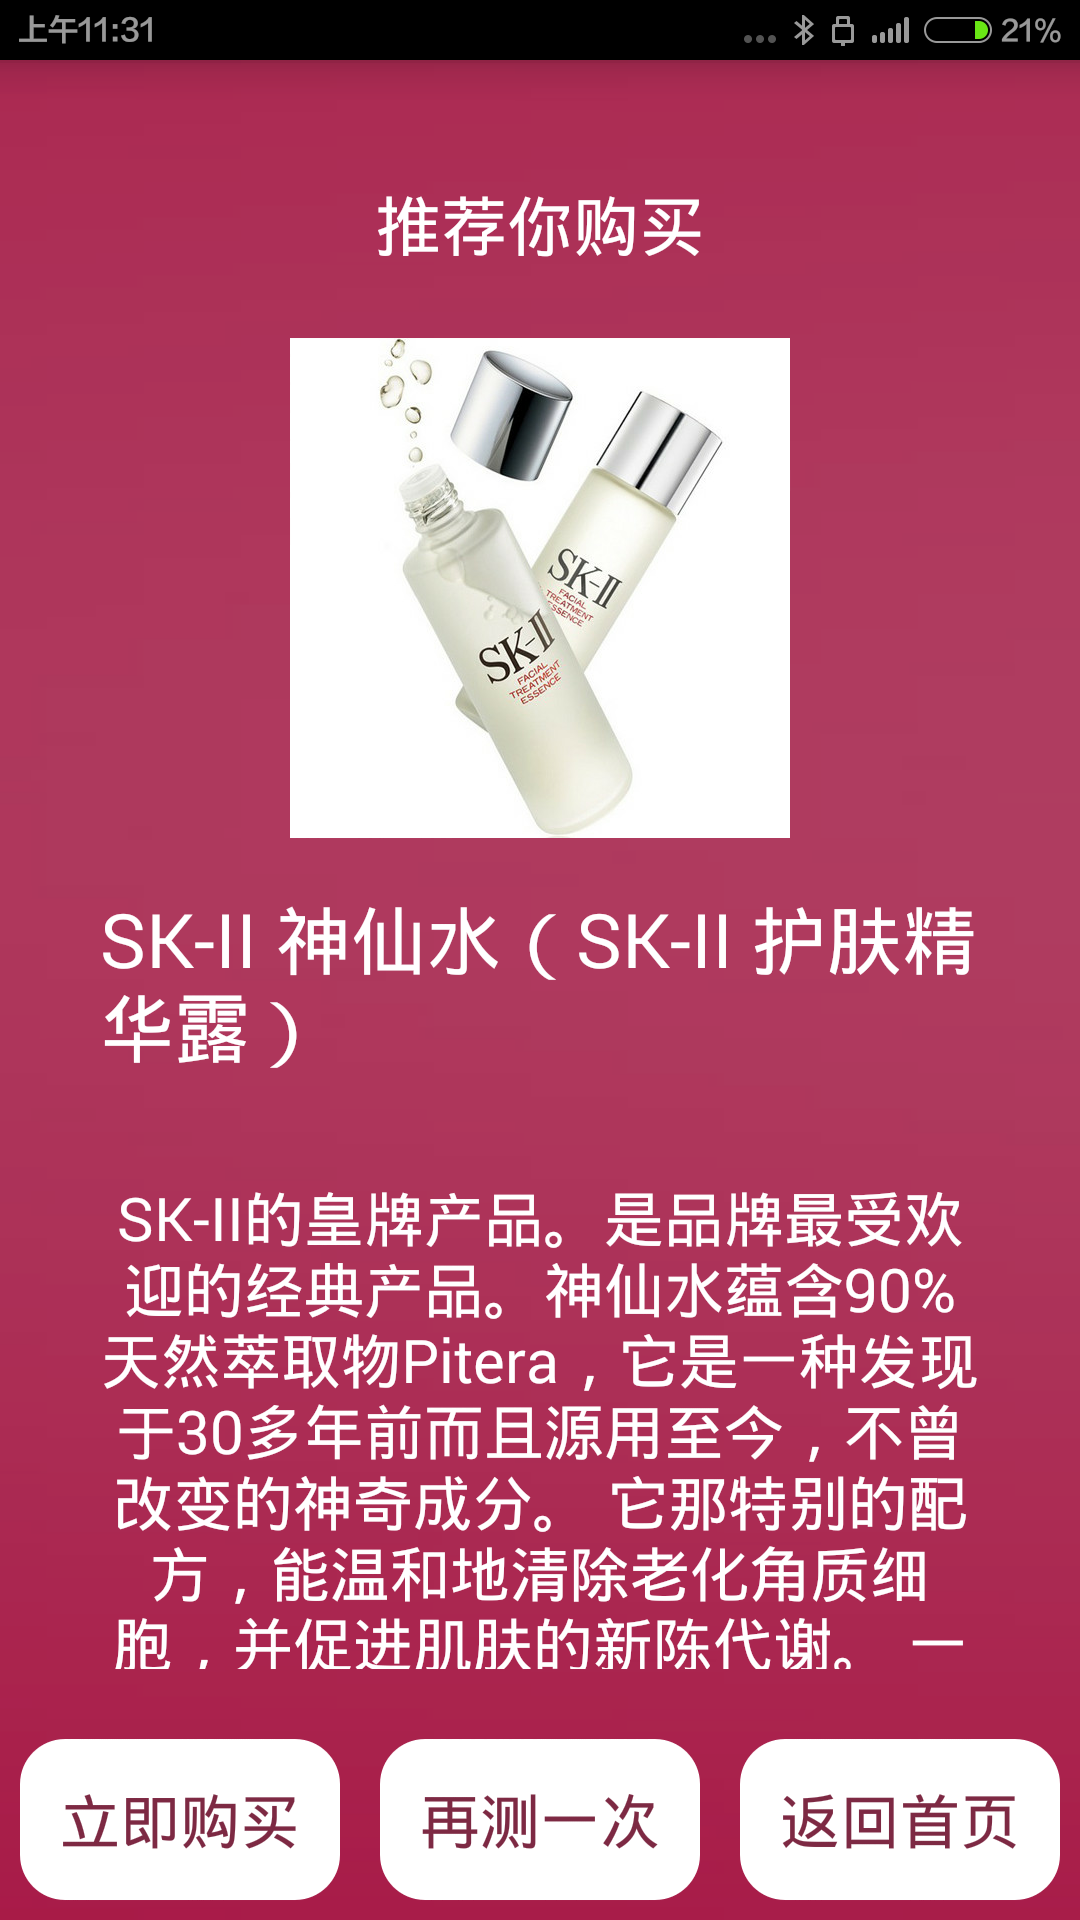 上午11:31
21%
推荐你购买
SK-II
FACIAL
TREATMENT
ESSENCE
SK-II
FACIAL
TREATMENT
ESSENCE
SK-II 神仙水（SK-II 护肤精
华露）
SK-II的皇牌产品。是品牌最受欢
迎的经典产品。神仙水蕴含90%
天然萃取物Pitera，它是一种发现
于30多年前而且源用至今，不曾
改变的神奇成分。 它那特别的配
方，能温和地清除老化角质细
胞，并促进肌肤的新陈代谢。 一
立即购买
再测一次
返回首页